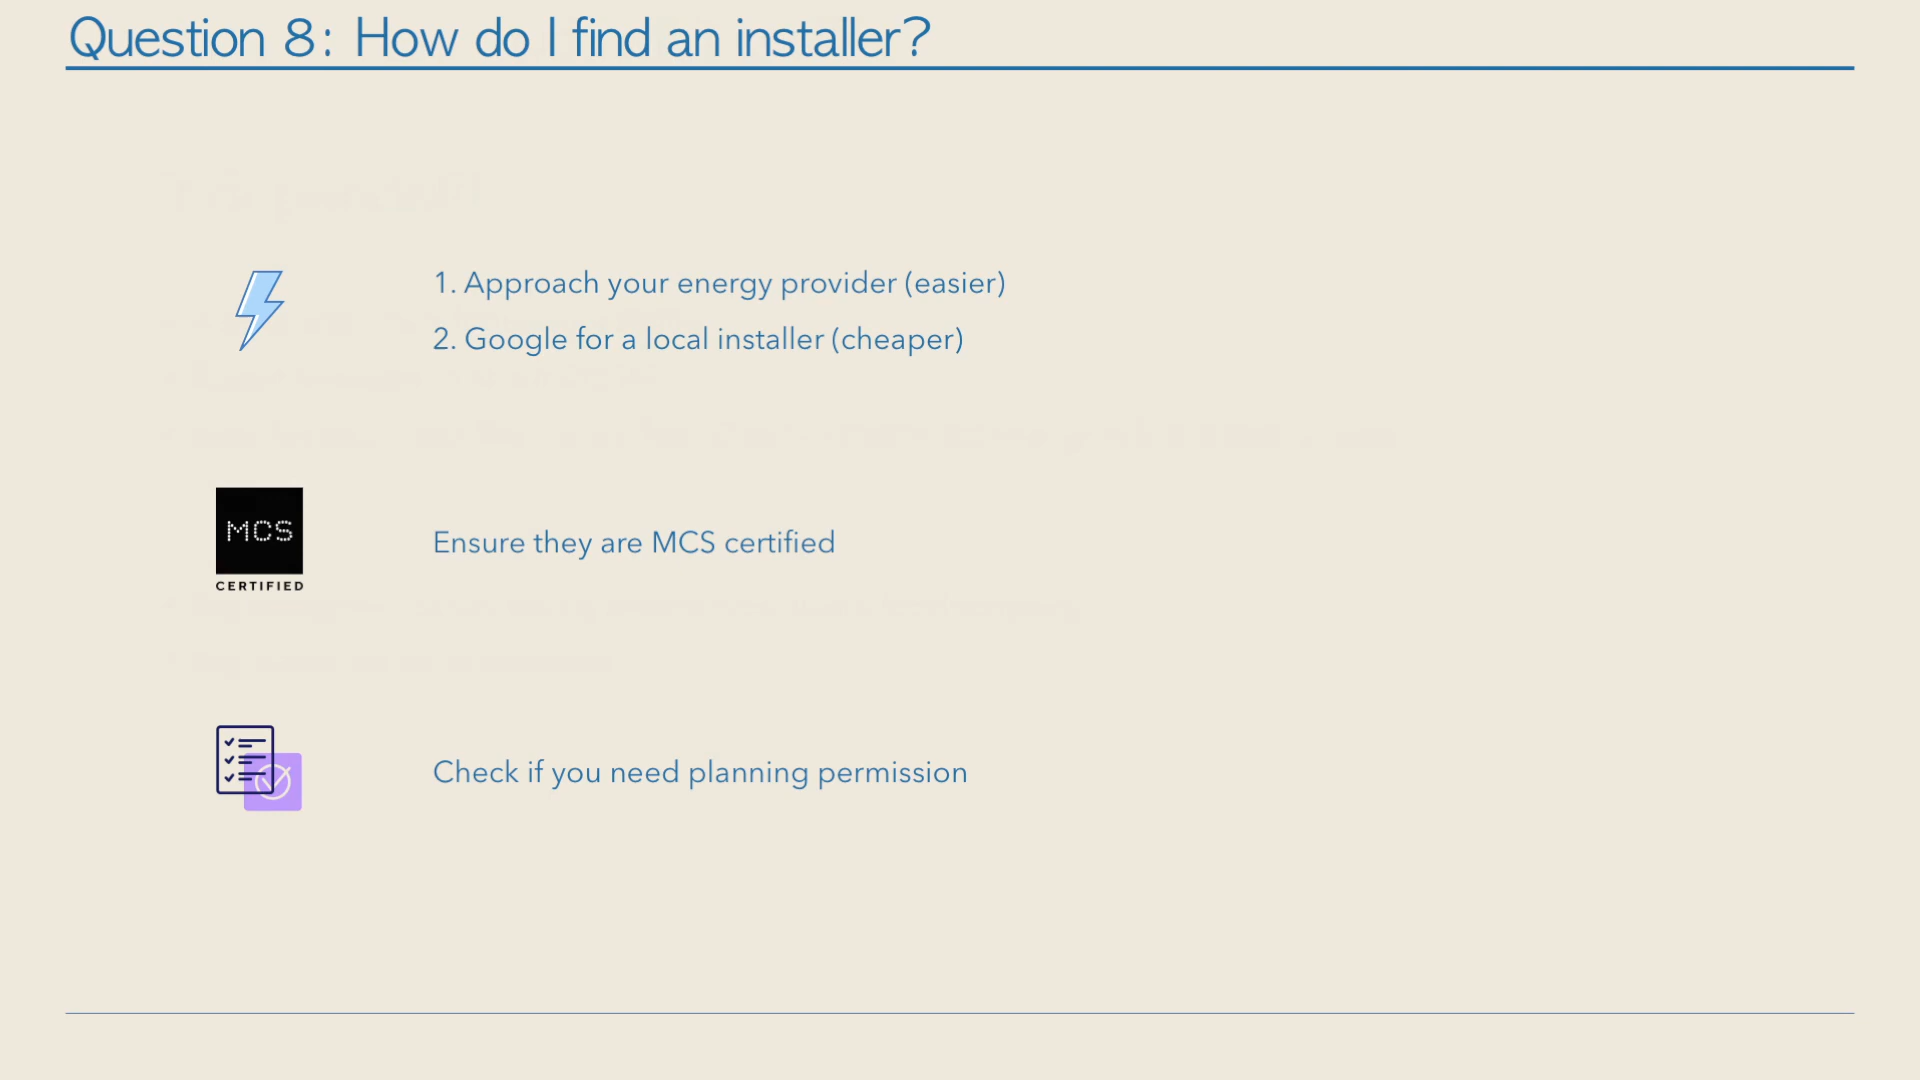 Question 8: How do I find an installer?
1. Approach your energy provider (easier)
2. Google for a local installer (cheaper)
MCS
CERTIFIED
Ensure they are MCS certified
Check if you need planning permission